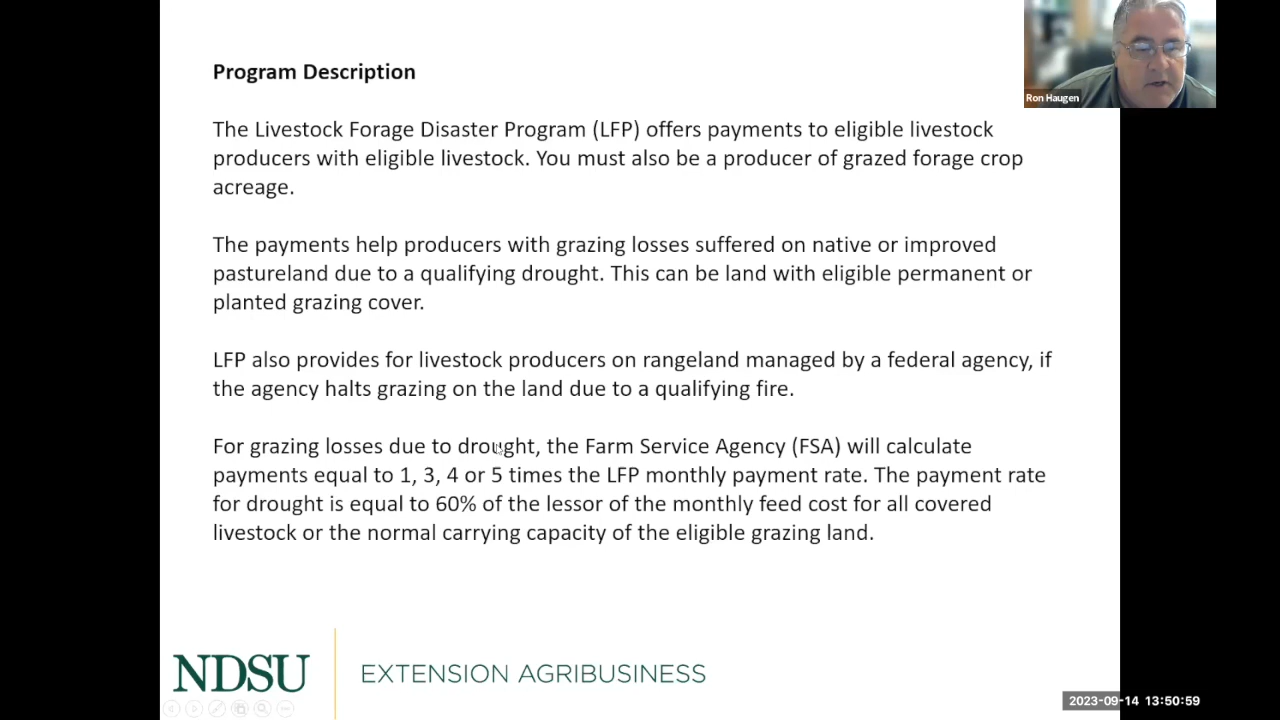 Program Description
Ron Haugen
The Livestock Forage Disaster Program (LFP) offers payments to eligible livestock
producers with eligible livestock. You must also be a producer of grazed forage crop
acreage.
The payments help producers with grazing losses suffered on native or improved
pastureland due to a qualifying drought. This can be land with eligible permanent or
planted grazing cover.
LFP also provides for livestock producers on rangeland managed by a federal agency, if
the agency halts grazing on the land due to a qualifying fire.
For grazing losses due to drought, the Farm Service Agency (FSA) will calculate
payments equal to 1, 3, 4 or 5 times the LFP monthly payment rate. The payment rate
for drought is equal to 60% of the lessor of the monthly feed cost for all covered
livestock or the normal carrying capacity of the eligible grazing land.
NDSU EXTENSION AGRIBUSINESS
2023-09-14 13:50:59